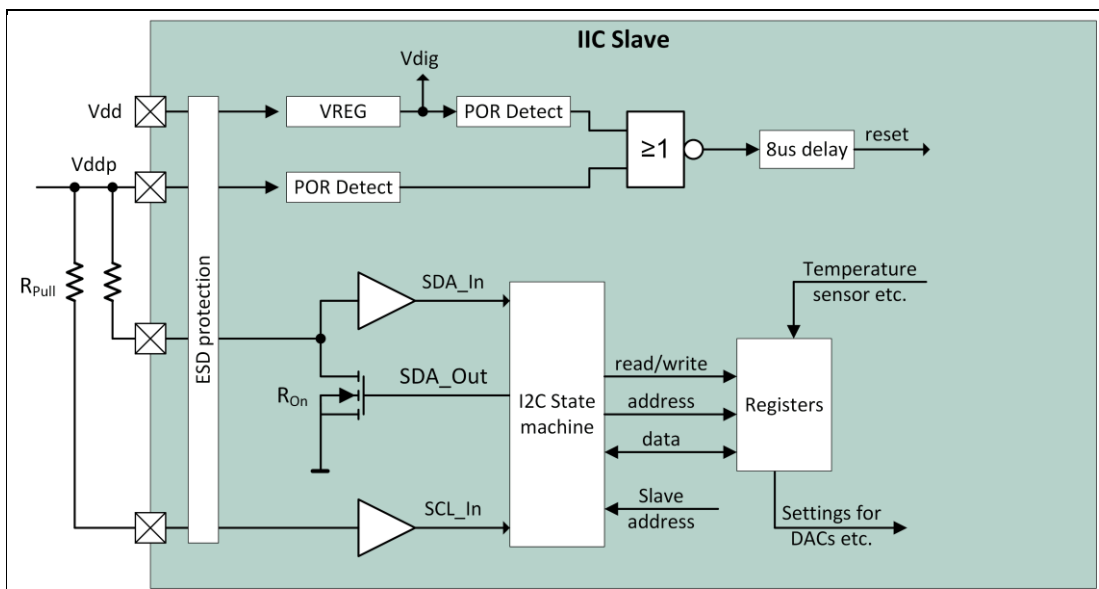 IIC Slave
Vdig
Vdd
VREG
POR Detect
≥1
8us delay
reset
Vddp
POR Detect
ESD protection
RPull
SDA_In
Temperature
sensor etc.
SDA_Out
ROn
I2C State
machine
read/write
address
data
Registers
Slave
address
SCL_In
Settings for
DACs etc.